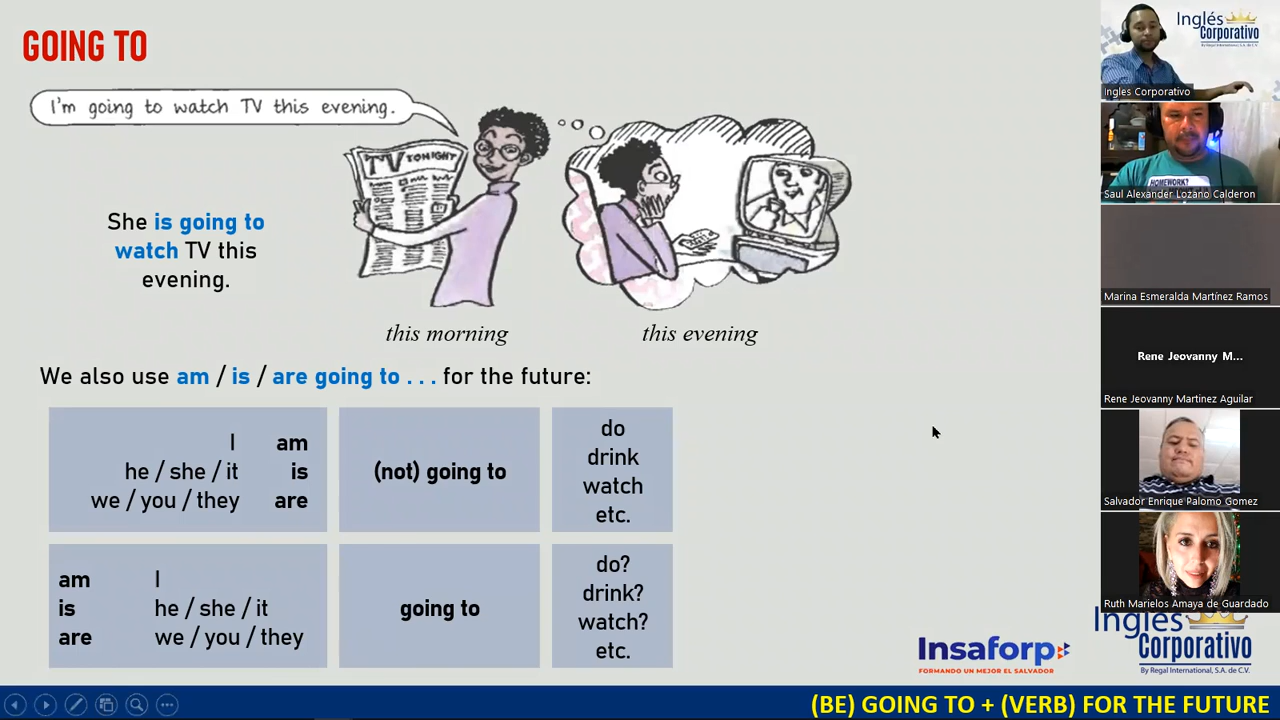 GOING TO
I'm going to watch TV this evening.
TV TONIGHT
She is going to
watch TV this
evening.
this morning
this evening
We also use am / is / are going to . . . for the future:
I am
he / she / it is
we / you / they are
(not) going to
do
drink
watch
etc.
am I
is he / she / it
are we / you / they
going to
do?
drink?
watch?
etc.
Insaforp
FORMANDO UN MEJOR EL SALVADOR
Inglés
Corporativo
By Regal International, S.A. de C.V.
(BE) GOING TO + (VERB) FOR THE FUTURE
Inglés
Corporativo
By Regal International, S.A. de C.V.
Ingles Corporativo
HOMEWORK?
Saul Alexander Lozano Calderon
Marina Esmeralda Martínez Ramos
Rene Jeovanny M...
Rene Jeovanny Martinez Aguilar
Salvador Enrique Palomo Gomez
Ruth Marielos Amaya de Guardado